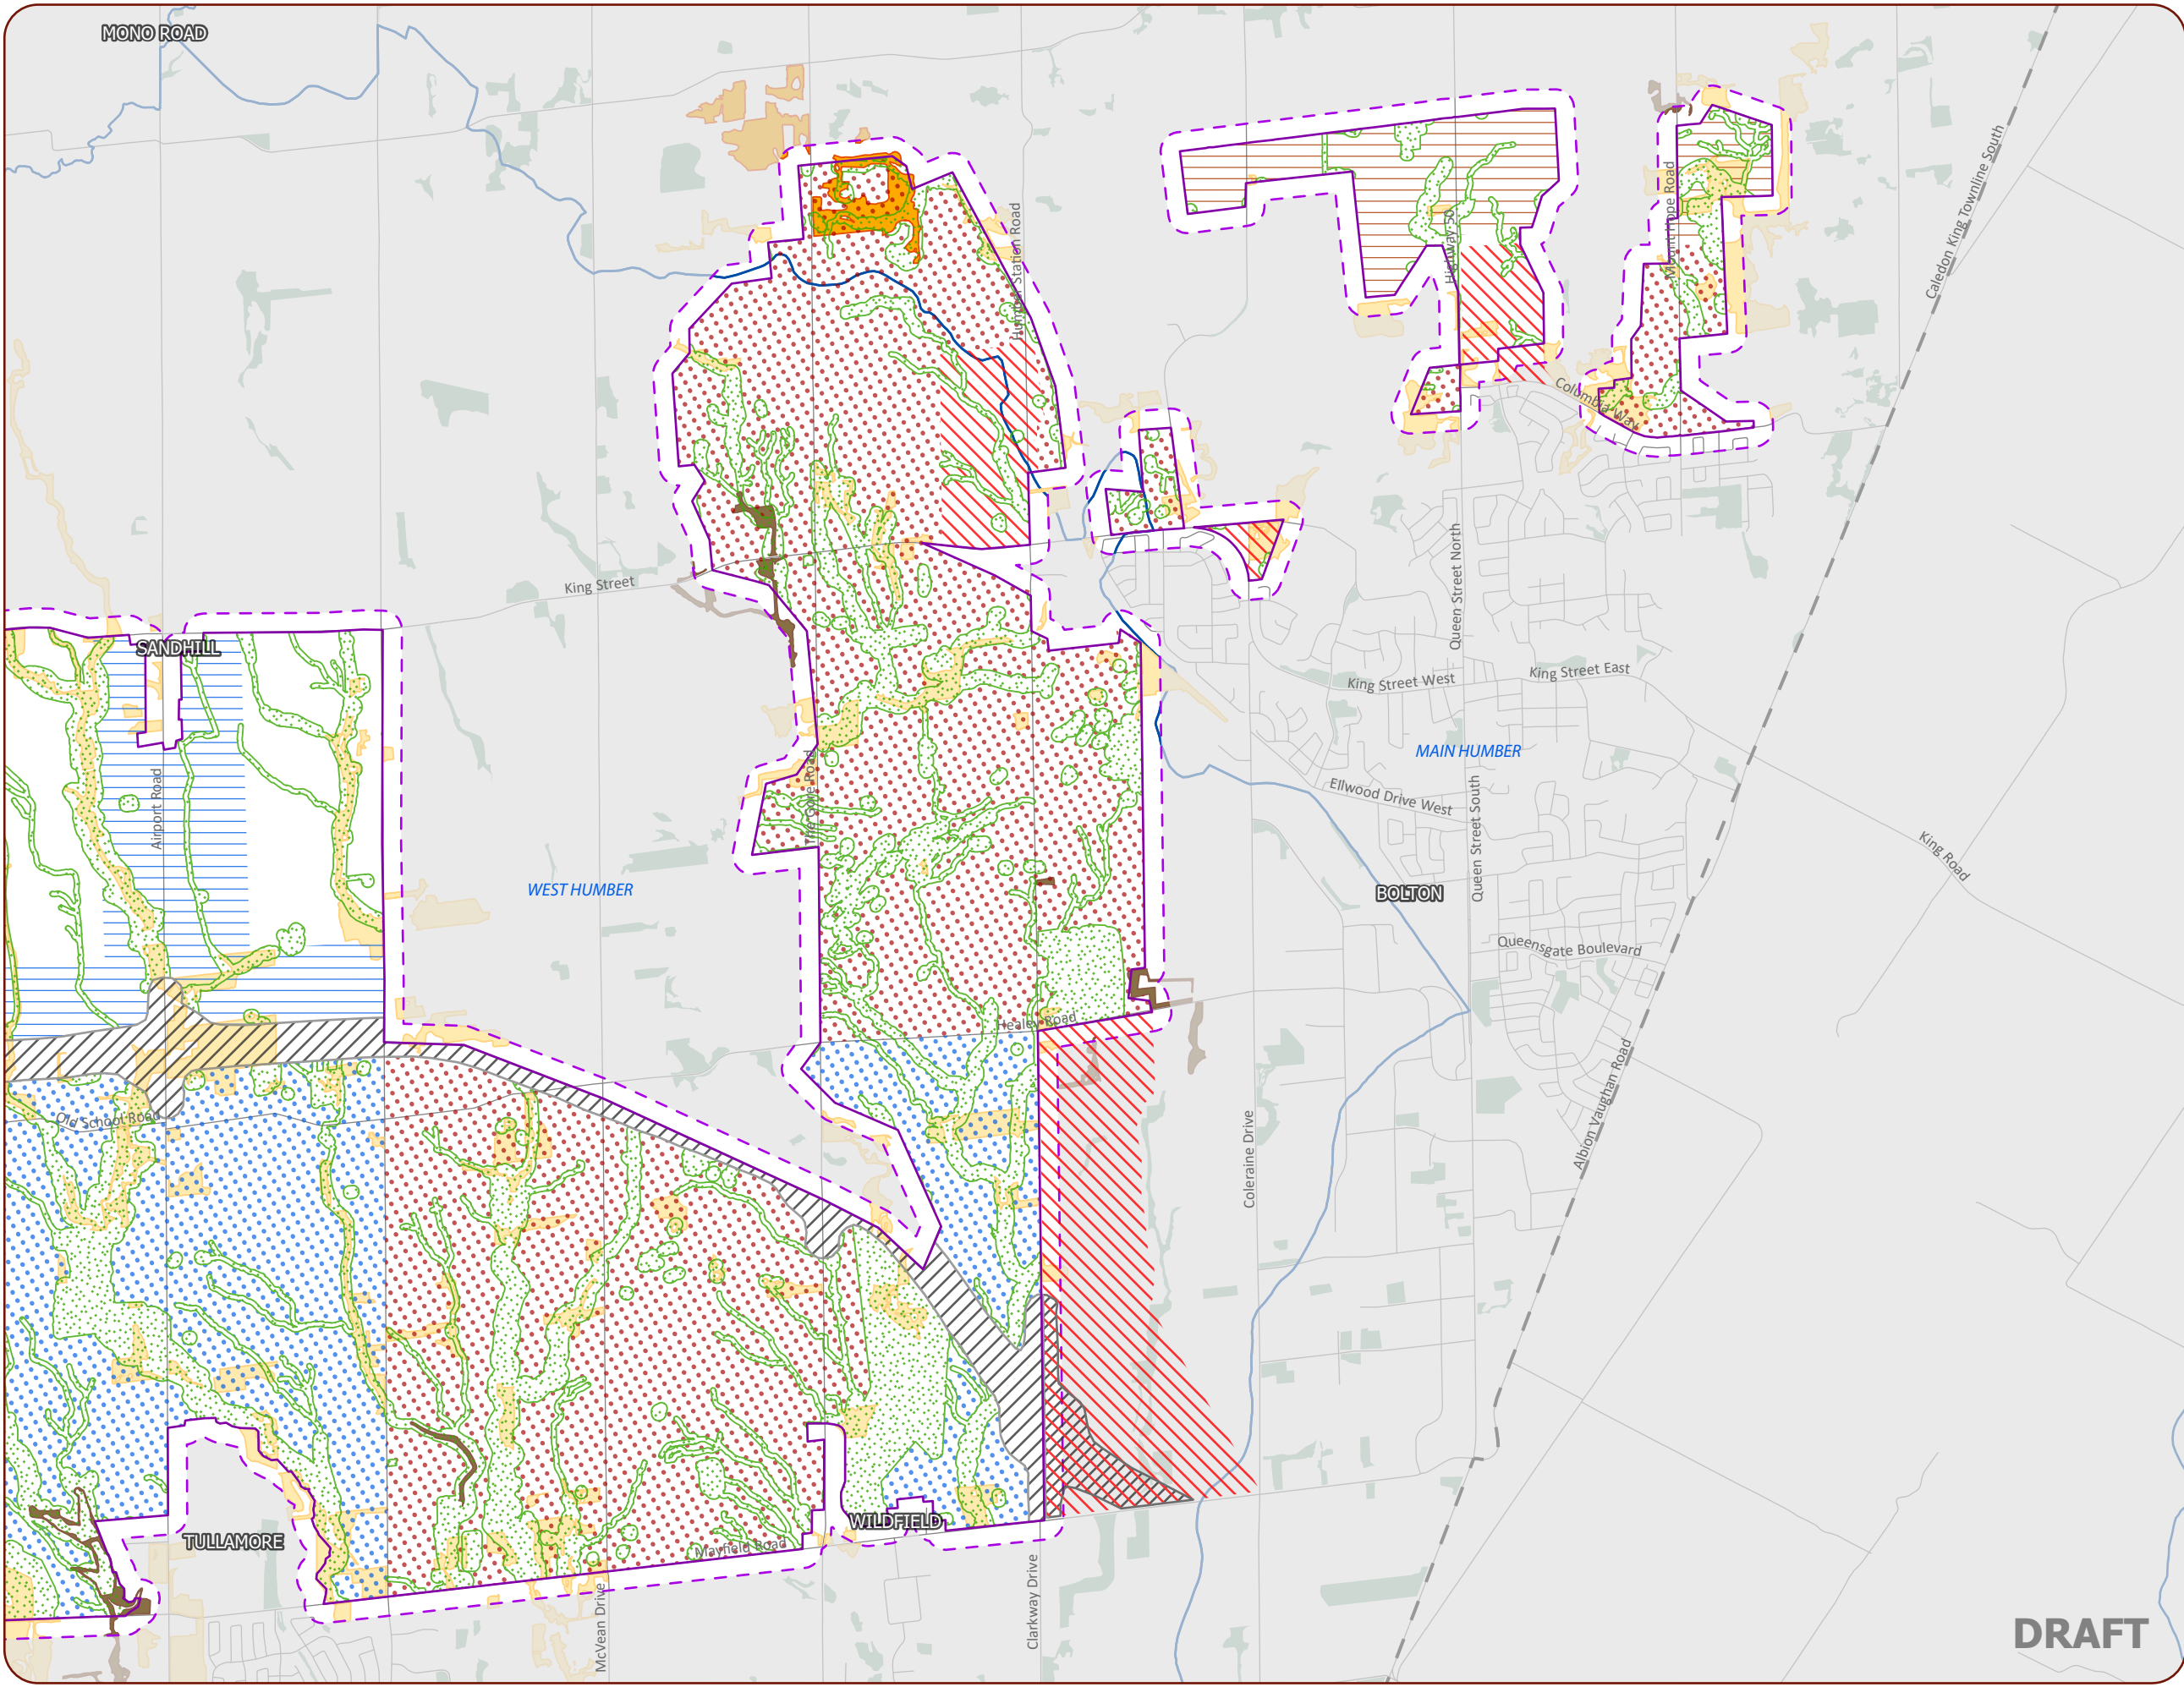 MONO ROAD
Caledon King Townline South
Humber Station Road
Highway 50
Mount Hope Road
Columbia Way
King Street
Queen Street North
SANDHILL
King Street West
King Street East
MAIN HUMBER
Airport Road
The Gore Road
Ellwood Drive West
Queen Street South
King Road
WEST HUMBER
BOLTON
Queensgate Boulevard
Healey Road
Old School Road
Coleraine Drive
Albion Vaughan Road
TULLAMORE
WILDFIELD
Mayfield Road
McVean Drive
Clarkway Drive
DRAFT